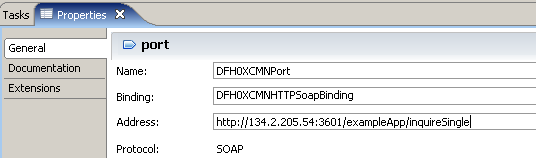 Tasks Properties
General
Documentation
Extensions
port
Name: DFH0XCMNPort
Binding: DFH0XCMNHTTPSoapBinding
Address: http://134.2.205.54:3601/exampleApp/inquireSingle
Protocol: SOAP